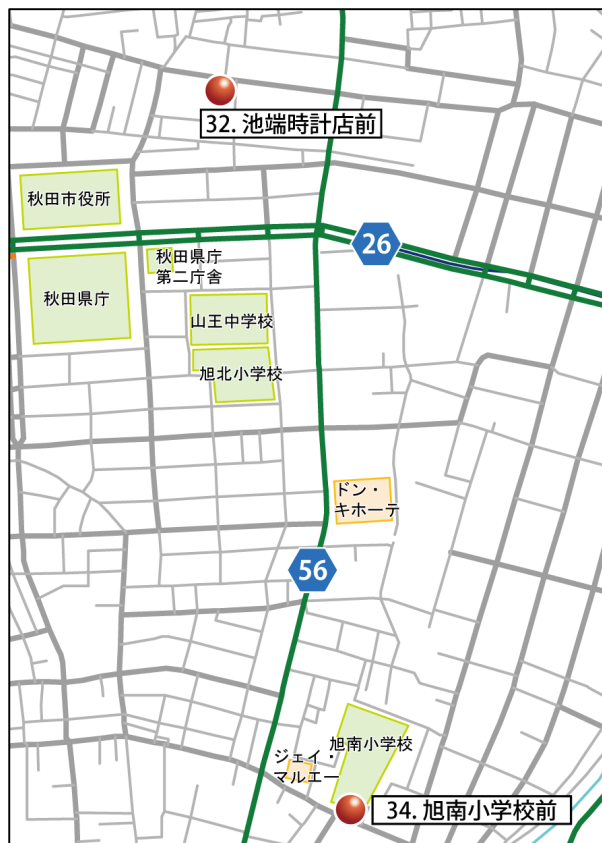 32. 池端時計店前
秋田市役所
26
秋田県庁
第二庁舎
秋田県庁
山王中学校
旭北小学校
ドン・
キホーテ
56
旭南小学校
ジェイ・
マルエー
34. 旭南小学校前